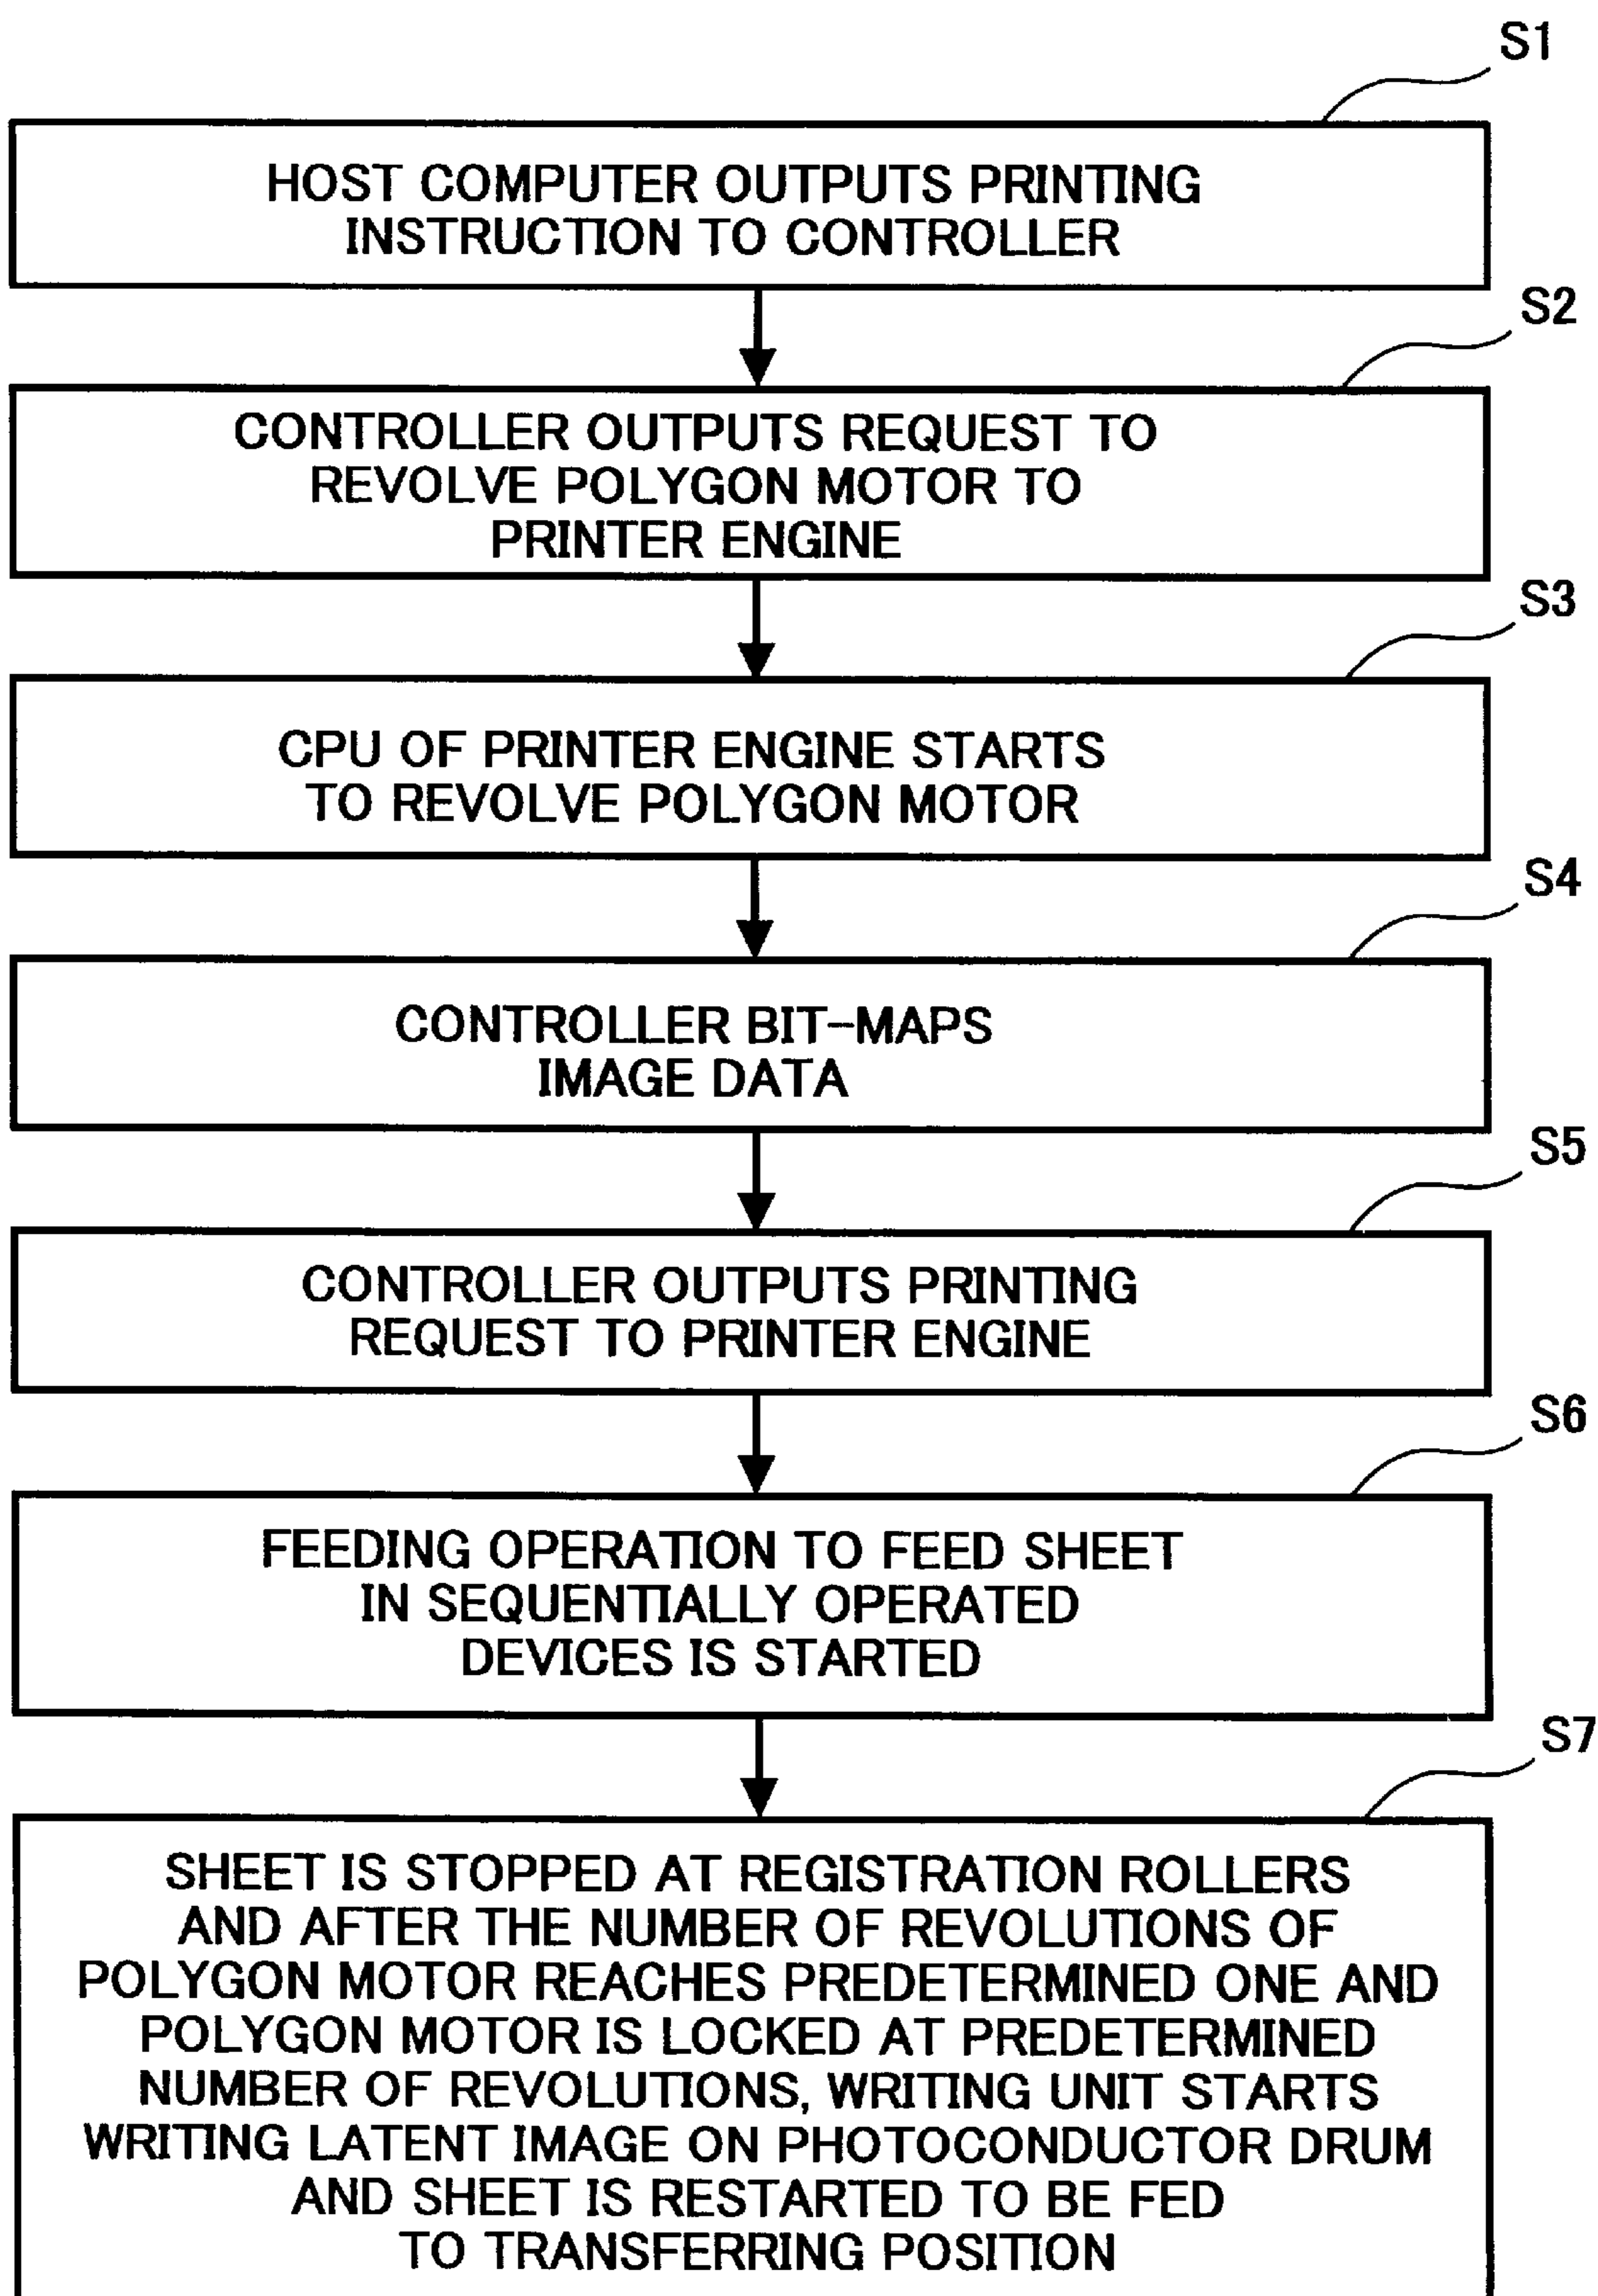 S1
HOST COMPUTER OUTPUTS PRINTING
INSTRUCTION TO CONTROLLER
S2
CONTROLLER OUTPUTS REQUEST TO
REVOLVE POLYGON MOTOR TO
PRINTER ENGINE
S3
CPU OF PRINTER ENGINE STARTS
TO REVOLVE POLYGON MOTOR
S4
CONTROLLER BIT-MAPS
IMAGE DATA
S5
CONTROLLER OUTPUTS PRINTING
REQUEST TO PRINTER ENGINE
S6
FEEDING OPERATION TO FEED SHEET
IN SEQUENTIALLY OPERATED
DEVICES IS STARTED
S7
SHEET IS STOPPED AT REGISTRATION ROLLERS
AND AFTER THE NUMBER OF REVOLUTIONS OF
POLYGON MOTOR REACHES PREDETERMINED ONE AND
POLYGON MOTOR IS LOCKED AT PREDETERMINED
NUMBER OF REVOLUTIONS, WRITING UNIT STARTS
WRITING LATENT IMAGE ON PHOTOCONDUCTOR DRUM
AND SHEET IS RESTARTED TO BE FED
TO TRANSFERRING POSITION